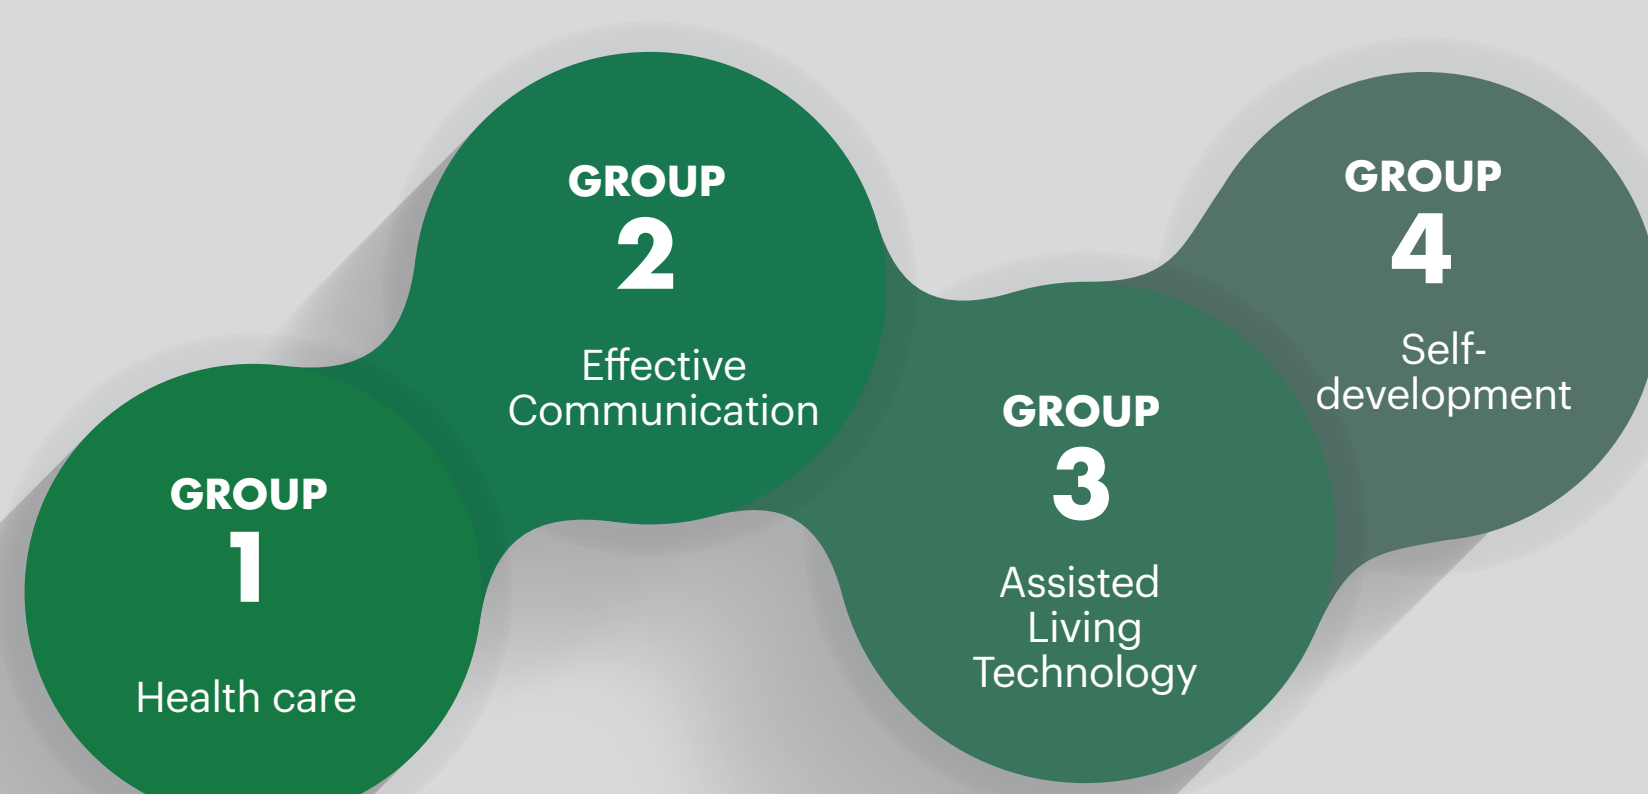 GROUP
1
Health care
GROUP
2
Effective
Communication
GROUP
3
Assisted
Living
Technology
GROUP
4
Self-
development